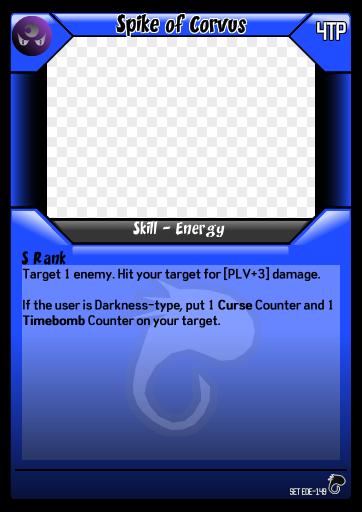 Spike of Corvus
4TP
Skill - Energy
S Rank
Target 1 enemy. Hit your target for [PLV+3] damage.
If the user is Darkness-type, put 1 Curse Counter and 1
Timebomb Counter on your target.
SET EOE-149